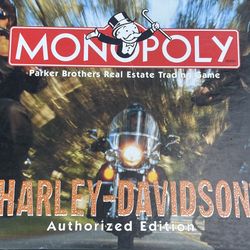 MONOPOLY
Parker Brothers Real Estate Trading Game
HARLEY-DAVIDSON
Authorized Edition